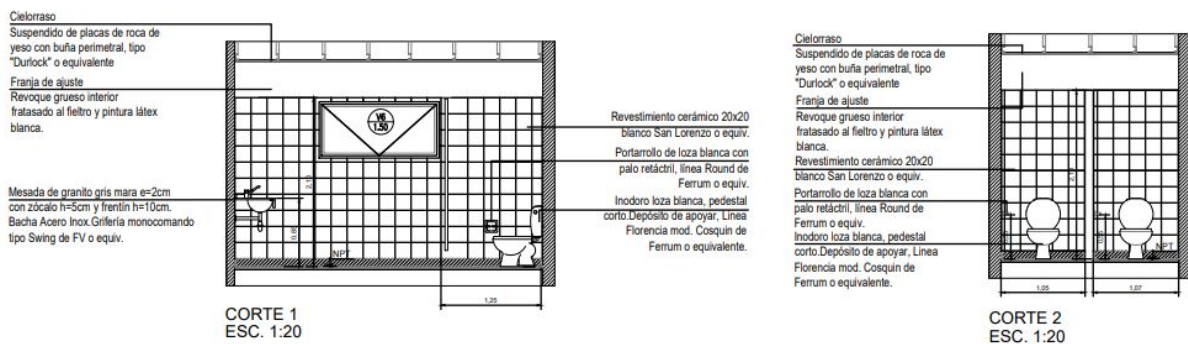 Cielorraso
Suspendido de placas de roca de
yeso con buña perimetral, tipo
"Durlock" o equivalente
Franja de ajuste
Revoque grueso interior
fratasado al fieltro y pintura látex
blanca.
Mesada de granito gris mara e=2cm
con zócalo h=5cm y frentín h=10cm.
Bacha Acero Inox.Grifería monocomando
tipo Swing de FV o equiv.
V6
1.50
2,10
NPT
1,25
Revestimiento cerámico 20x20
blanco San Lorenzo o equiv.
Portarrollo de loza blanca con
palo retáctril, línea Round de
Ferrum o equiv.
Inodoro loza blanca, pedestal
corto.Depósito de apoyar, Linea
Florencia mod. Cosquin de
Ferrum o equivalente.
CORTE 1
ESC. 1:20
Cielorraso
Suspendido de placas de roca de
yeso con buña perimetral, tipo
"Durlock" o equivalente
Franja de ajuste
Revoque grueso interior
fratasado al fieltro y pintura látex
blanca.
Revestimiento cerámico 20x20
blanco San Lorenzo o equiv.
Portarrollo de loza blanca con
palo retáctril, línea Round de
Ferrum o equiv.
Inodoro loza blanca, pedestal
corto.Depósito de apoyar, Linea
Florencia mod. Cosquin de
Ferrum o equivalente.
NPT
1,05
1,07
CORTE 2
ESC. 1:20